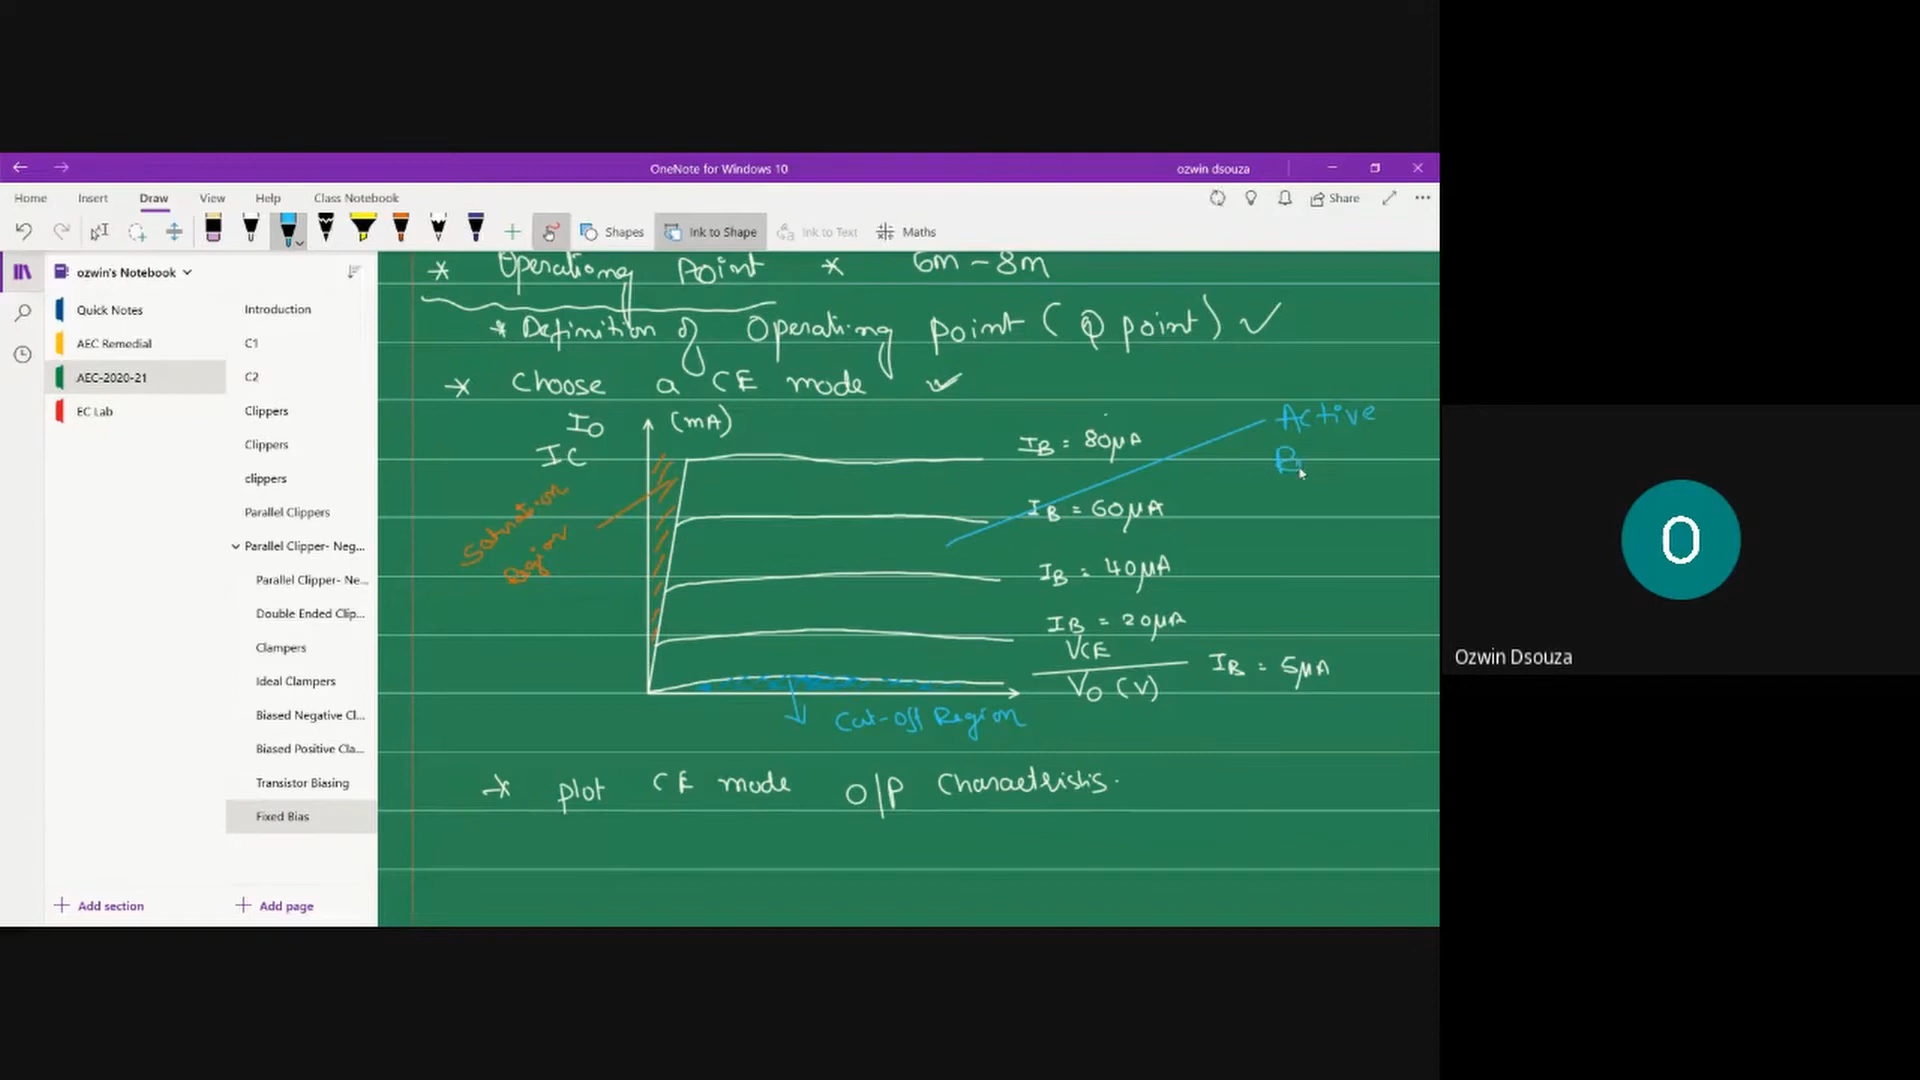 OneNote for Windows 10
ozwin dsouza
Home Insert Draw View Help Class Notebook
Share
Shapes Ink to Shape Ink to Text Maths
ozwin's Notebook
Quick Notes
AEC Remedial
AEC-2020-21
EC Lab
Add section
Introduction
C1
C2
Clippers
Clippers
clippers
Parallel Clippers
Parallel Clipper- Neg...
Parallel Clipper- Ne...
Double Ended Clip...
Clampers
Ideal Clampers
Biased Negative Cl...
Biased Positive Cla...
Transistor Biasing
Fixed Bias
Add page
* Operationg Point * 6m - 8m
* Definition of Operating point ( Q point) ✓
* Choose a CE mode ✓
IO (mA)
IC
Saturation
Region
Active
Re
IB = 80μA
IB = 60μA
IB = 40μA
IB = 20μA
VCE
VO (V)
IB = 5μA
Cut-off Region
* plot CE mode O|P Charactristis.
O
Ozwin Dsouza